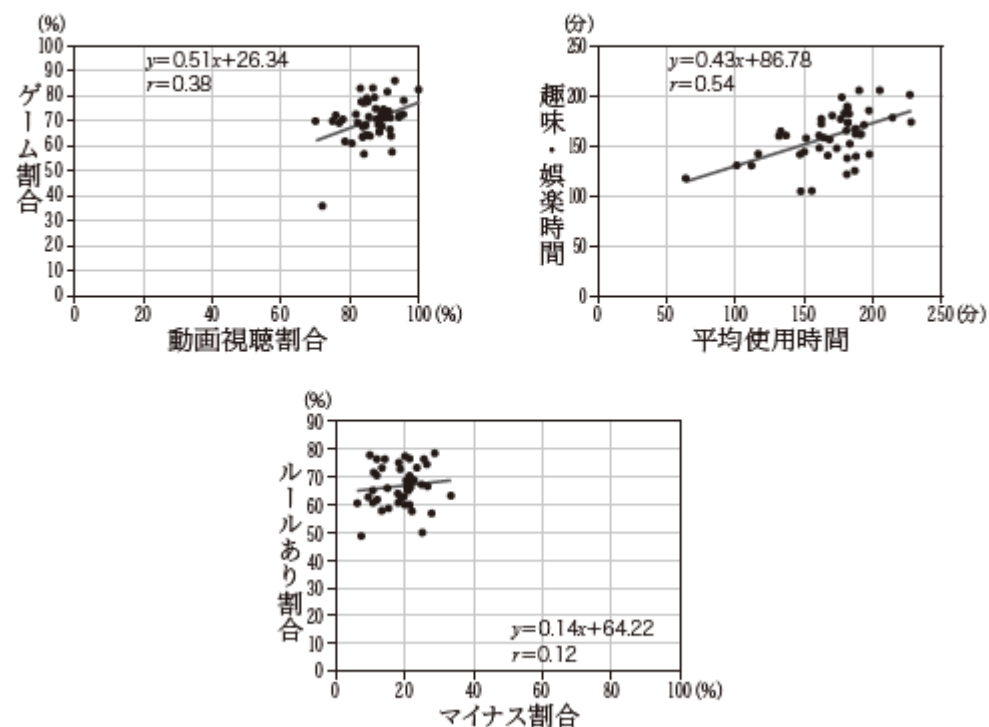 (%)
100
90
80
70
60
50
40
30
20
10
0
ゲーム割合
y=0.51x+26.34
r=0.38
0 20 40 60 80 100(%)
動画視聴割合
(分)
250
200
150
100
50
0
趣味・娯楽時間
y=0.43x+86.78
r=0.54
0 50 100 150 200 250(分)
平均使用時間
(%)
90
80
70
60
50
40
30
20
10
0
ルールあり割合
y=0.14x+64.22
r=0.12
0 20 40 60 80 100(%)
マイナス割合